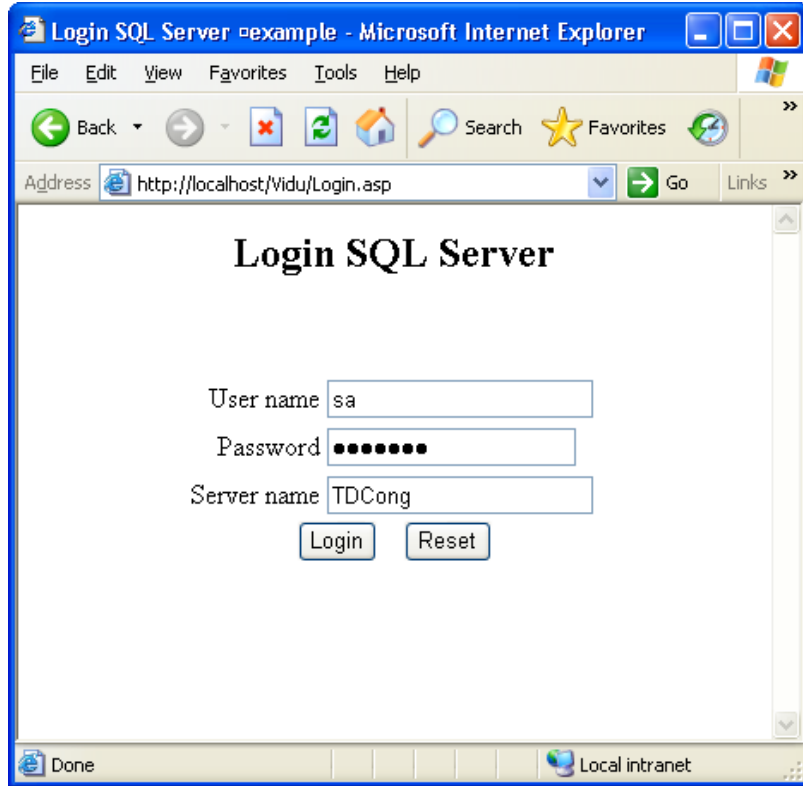 Login SQL Server ¤example - Microsoft Internet Explorer
File Edit View Favorites Tools Help
Back Search Favorites »
Address http://localhost/Vidu/Login.asp Go Links »
Login SQL Server
User name sa
Password ●●●●●●●
Server name TDCong
Login Reset
Done Local intranet